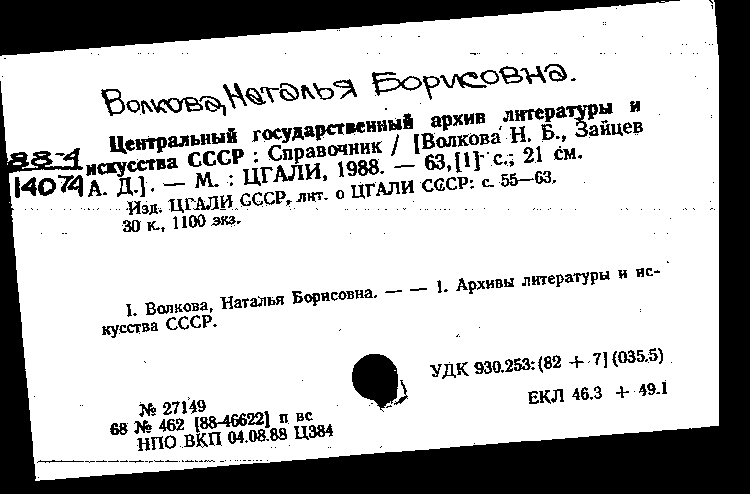 Волкова, Наталья Борисовна.
88-4
14074
Центральный государственный архив литературы и
искусства СССР : Справочник / [Волкова Н. Б., Зайцев
А. Д.]. — М. : ЦГАЛИ, 1988. — 63,[1] с.; 21 см.
Изд. ЦГАЛИ СССР, лит. о ЦГАЛИ СССР: с. 55—63.
30 к., 1100 экз.
I. Волкова, Наталья Борисовна. — — 1. Архивы литературы и ис-
кусства СССР.
УДК 930.253:(82 + 7](035.5)
ЕКЛ 46.3 + 49.1
№ 27149
68 № 462 [88-46622] п вс
НПО ВКП 04.08.88 Ц384